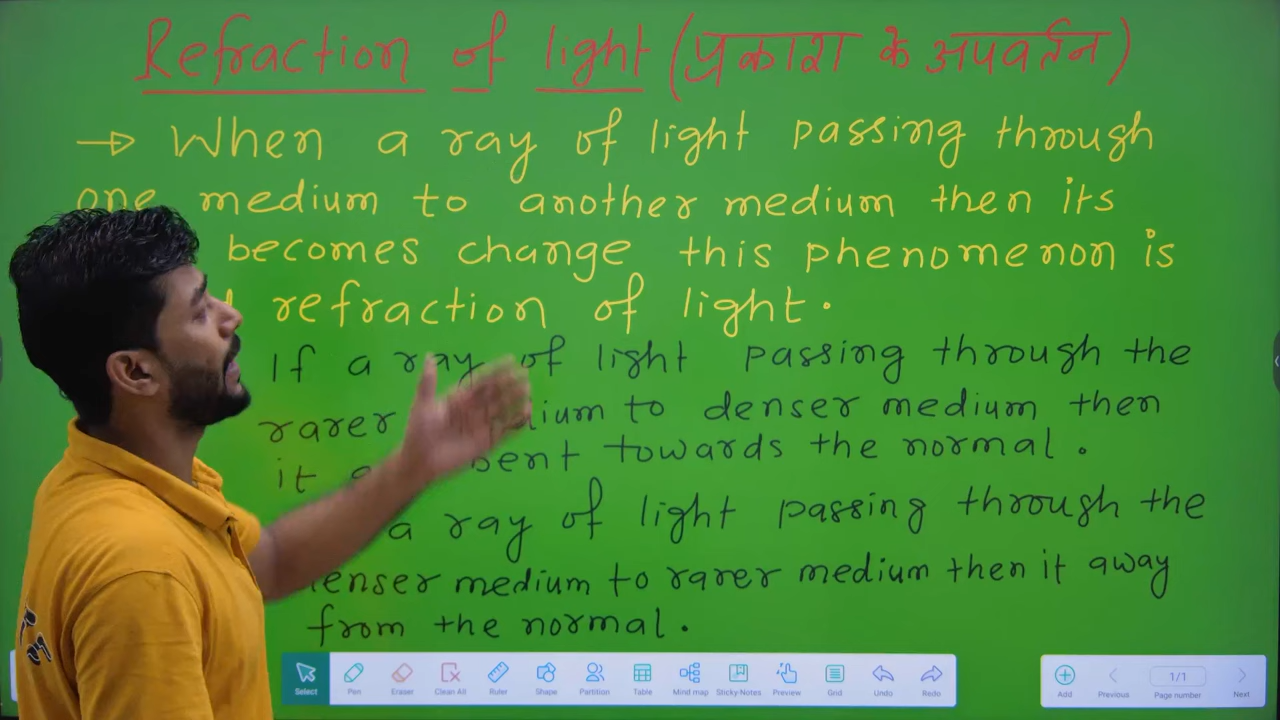 Refraction of light (प्रकाश के अपवर्तन)
→ When a ray of light passing through
one medium to another medium then its
becomes change this phenomenon is
refraction of light.
If a ray of light passing through the
rarer to denser medium then
it bent towards the normal.
a ray of light passing through the
denser medium to rarer medium then it away
from the normal.
Select Pen Eraser Clean All Ruler Shape Partition Table Mind map Sticky Notes Preview Grid Undo Redo
Add Previous 1/1 Page number Next